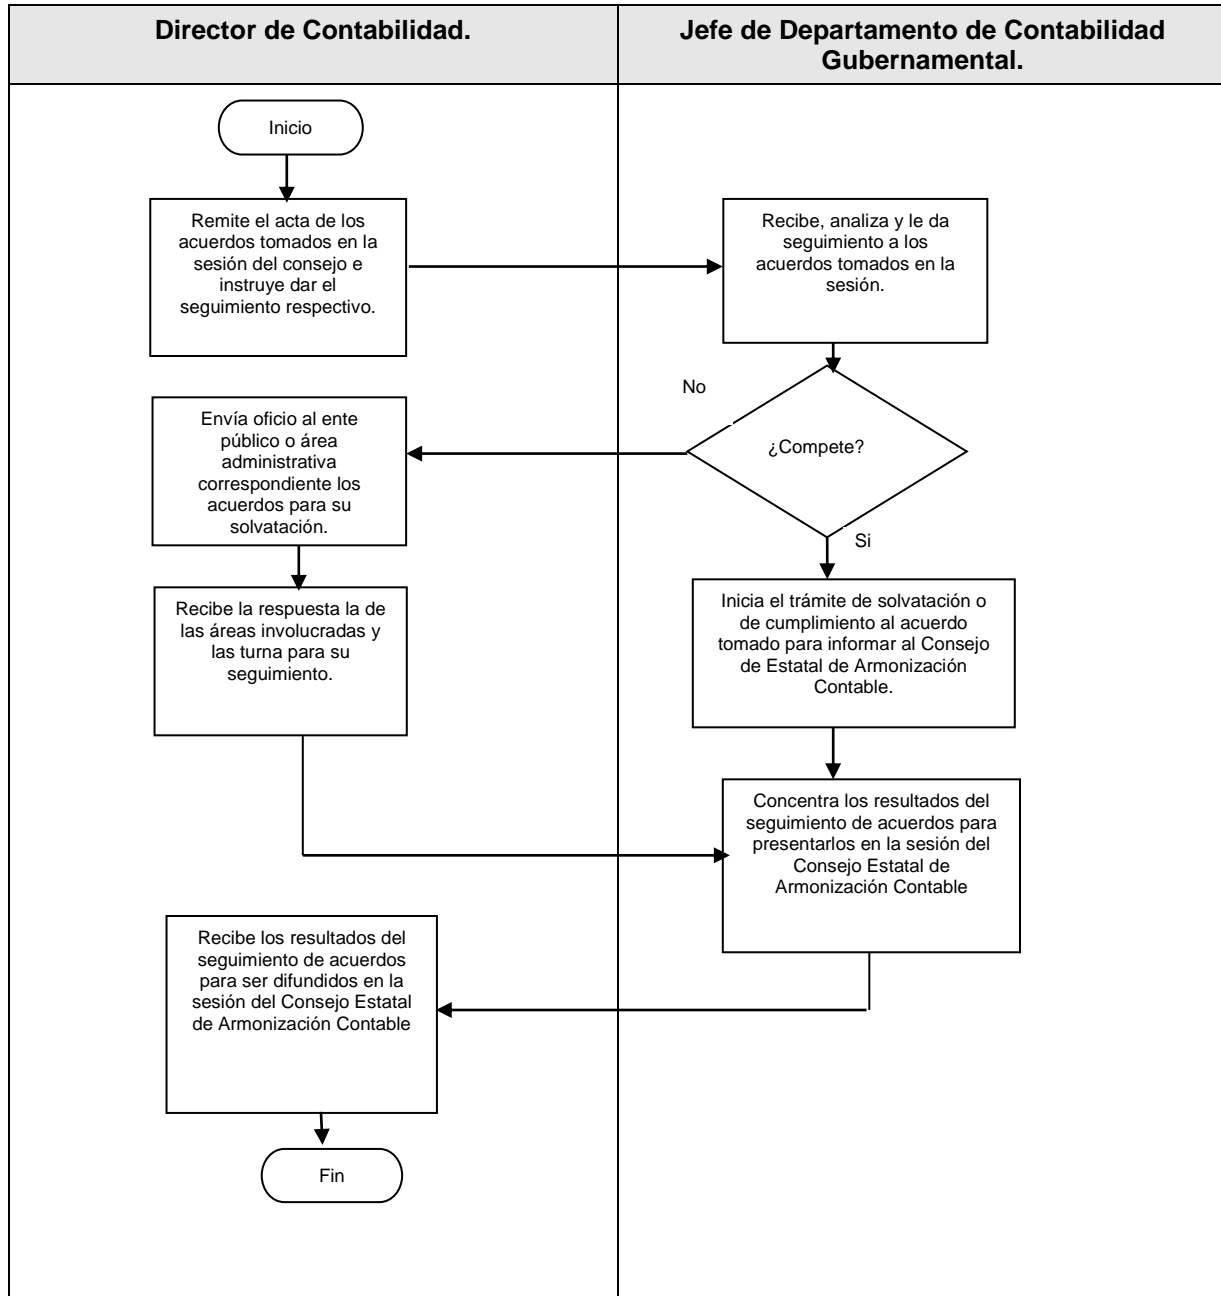 Director de Contabilidad.
Jefe de Departamento de Contabilidad
Gubernamental.
Inicio
Remite el acta de los
acuerdos tomados en la
sesión del consejo e
instruye dar el
seguimiento respectivo.
Recibe, analiza y le da
seguimiento a los
acuerdos tomados en la
sesión.
No
¿Compete?
Envía oficio al ente
público o área
administrativa
correspondiente los
acuerdos para su
solvatación.
Si
Recibe la respuesta la de
las áreas involucradas y
las turna para su
seguimiento.
Inicia el trámite de solvatación o
de cumplimiento al acuerdo
tomado para informar al Consejo
de Estatal de Armonización
Contable.
Concentra los resultados del
seguimiento de acuerdos para
presentarlos en la sesión del
Consejo Estatal de
Armonización Contable
Recibe los resultados del
seguimiento de acuerdos
para ser difundidos en la
sesión del Consejo Estatal
de Armonización Contable
Fin